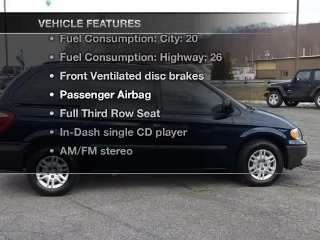 VEHICLE FEATURES
• Fuel Consumption: City: 20
• Fuel Consumption: Highway: 26
• Front Ventilated disc brakes
• Passenger Airbag
• Full Third Row Seat
• In-Dash single CD player
• AM/FM stereo